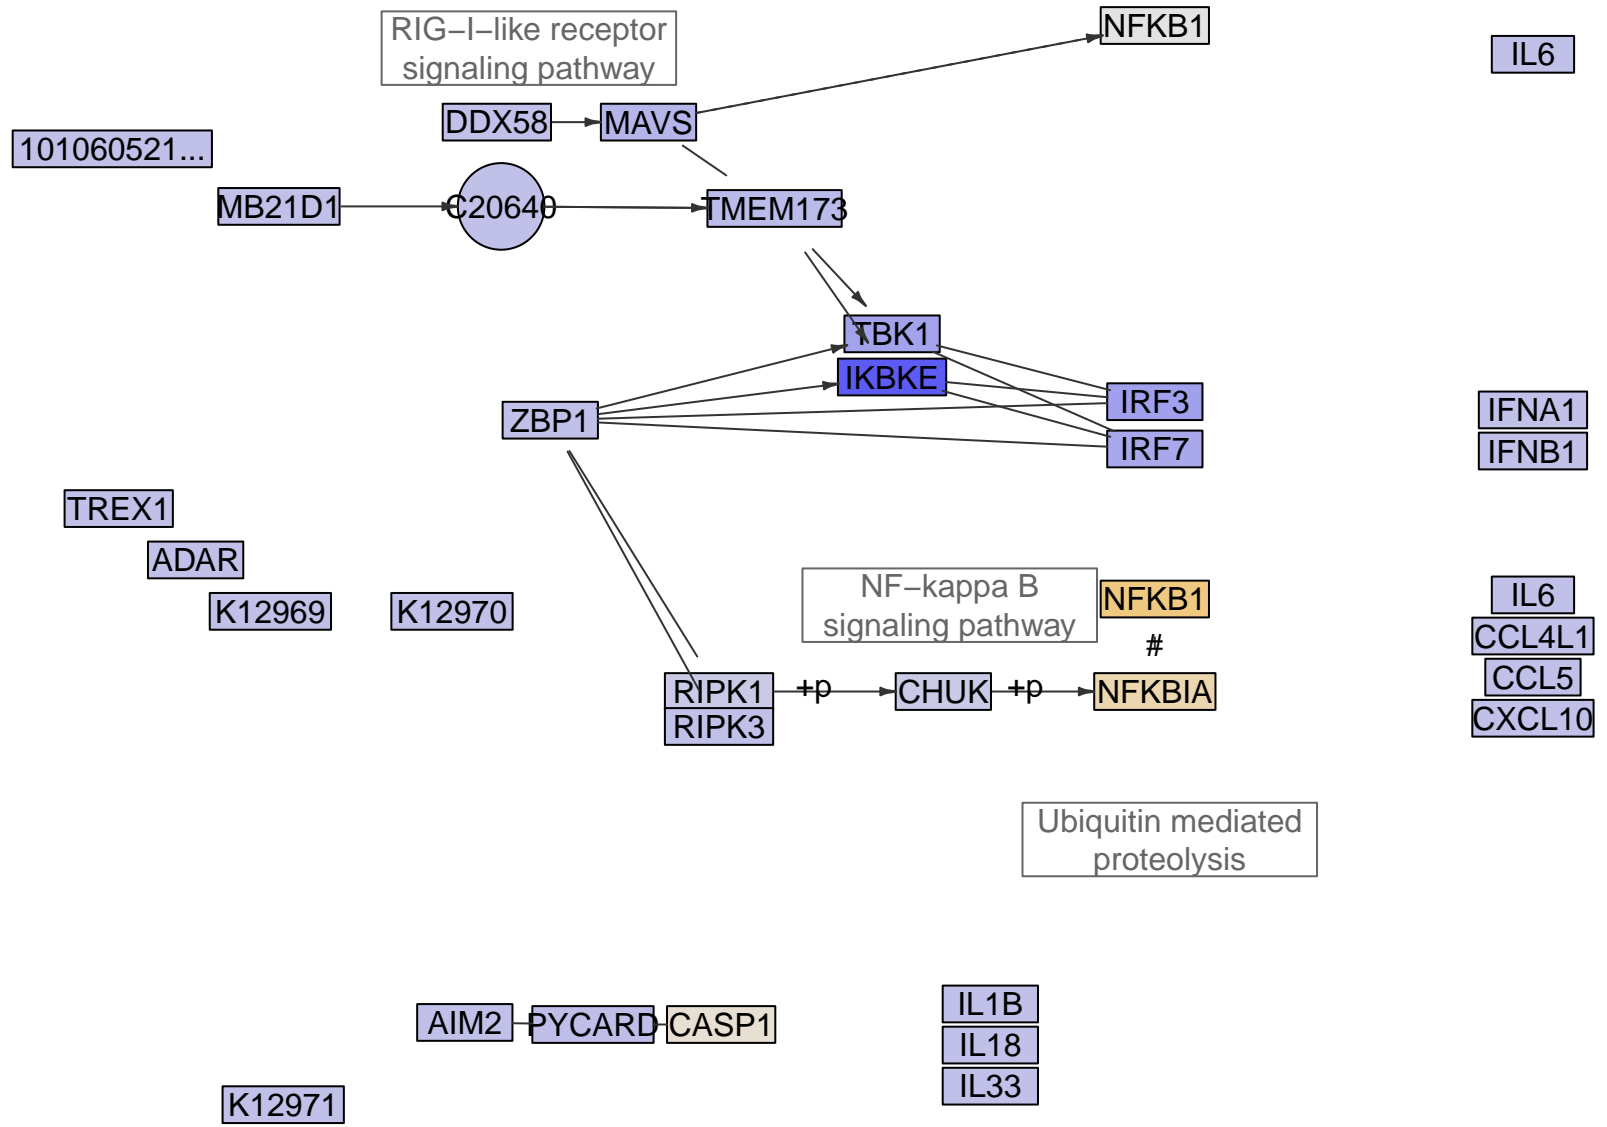 RIG−I−like receptor
signaling pathway
NFKB1
IL6
DDX58
MAVS
101060521...
MB21D1
C20640
TMEM173
TBK1
IKBKE
ZBP1
IRF3
IRF7
IFNA1
IFNB1
TREX1
ADAR
K12969
K12970
NF−kappa B
signaling pathway
NFKB1
#
IL6
CCL4L1
CCL5
CXCL10
RIPK1
+p
CHUK
+p
NFKBIA
RIPK3
Ubiquitin mediated
proteolysis
AIM2
PYCARD
CASP1
IL1B
IL18
IL33
K12971